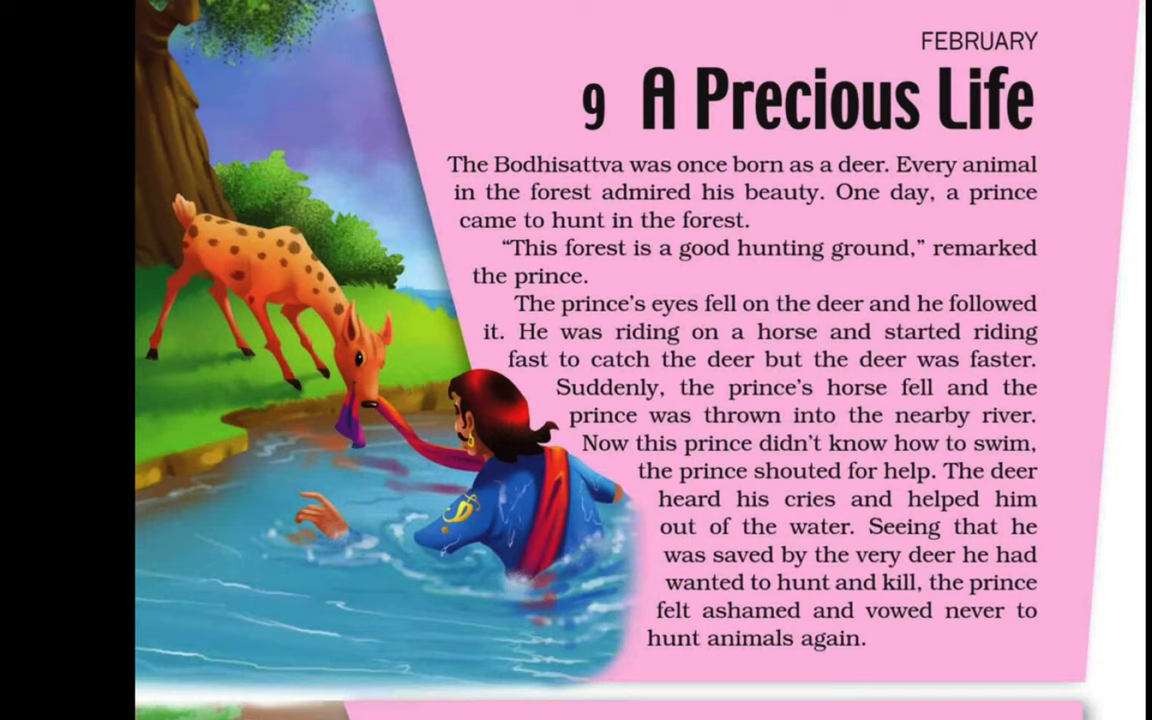 FEBRUARY
9 A Precious Life
The Bodhisattva was once born as a deer. Every animal
in the forest admired his beauty. One day, a prince
came to hunt in the forest.
“This forest is a good hunting ground,” remarked
the prince.
The prince’s eyes fell on the deer and he followed
it. He was riding on a horse and started riding
fast to catch the deer but the deer was faster.
Suddenly, the prince’s horse fell and the
prince was thrown into the nearby river.
Now this prince didn’t know how to swim,
the prince shouted for help. The deer
heard his cries and helped him
out of the water. Seeing that he
was saved by the very deer he had
wanted to hunt and kill, the prince
felt ashamed and vowed never to
hunt animals again.